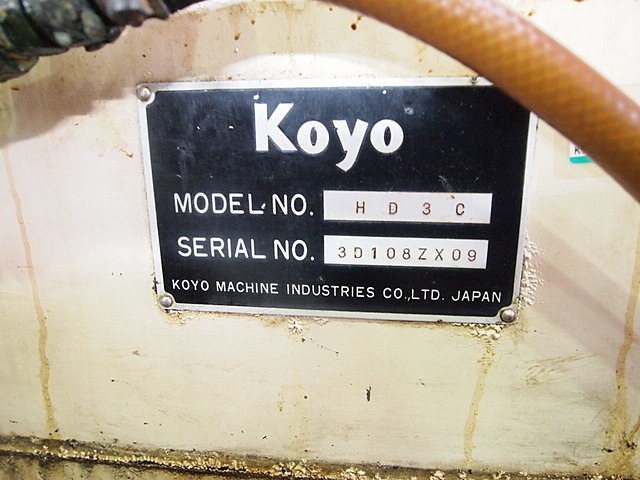 Koyo
MODEL NO. HD3C
SERIAL NO. 3D108ZX09
KOYO MACHINE INDUSTRIES CO.,LTD. JAPAN